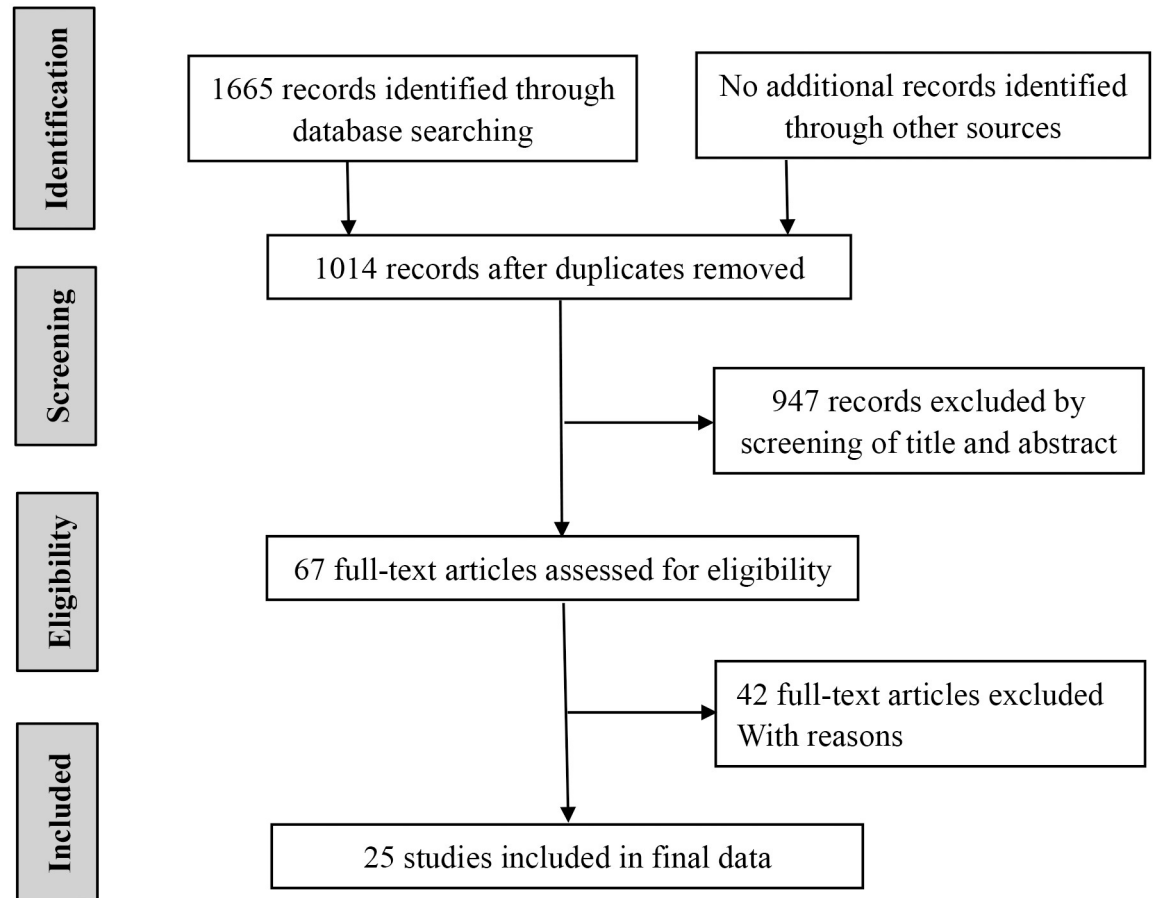 Identification
1665 records identified through
database searching
No additional records identified
through other sources
1014 records after duplicates removed
Screening
947 records excluded by
screening of title and abstract
Eligibility
67 full-text articles assessed for eligibility
42 full-text articles excluded
With reasons
Included
25 studies included in final data